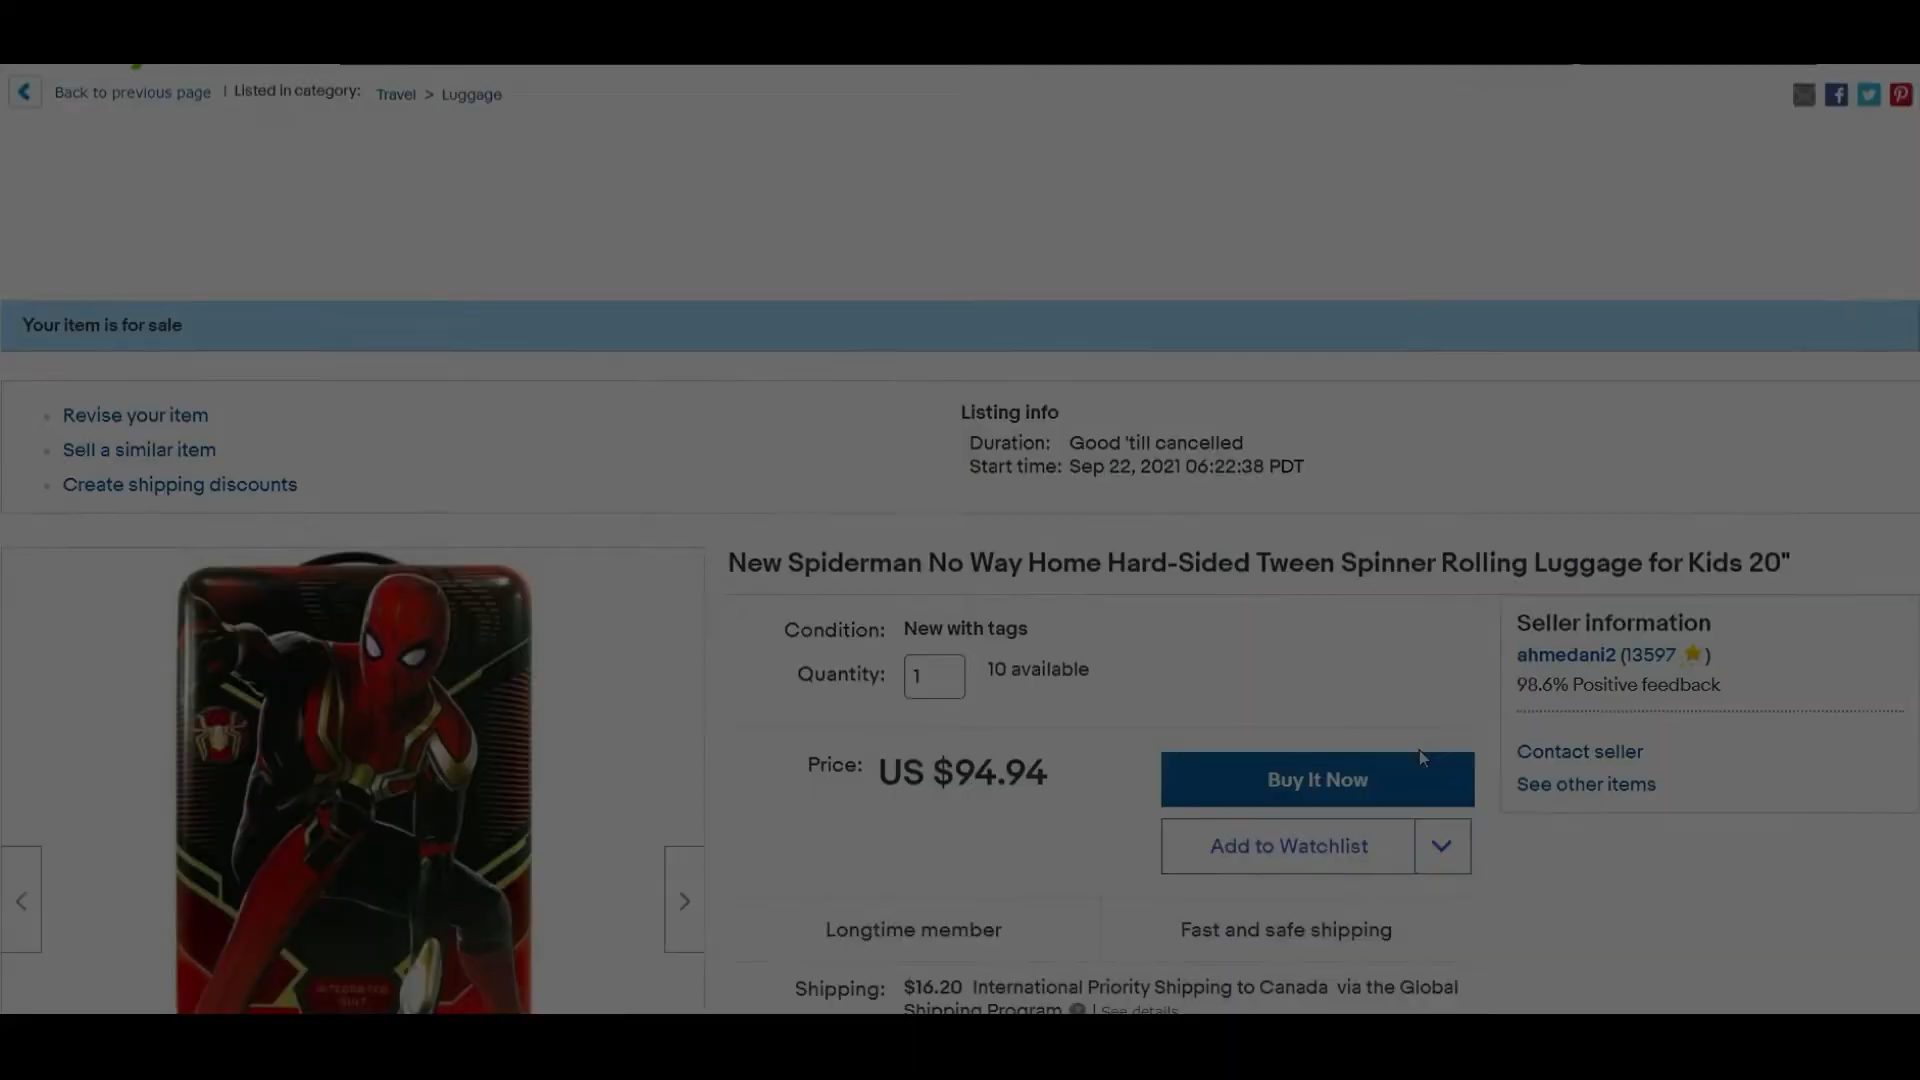 Back to previous page | Listed in category: Travel > Luggage
Your item is for sale
Revise your item
Sell a similar item
Create shipping discounts
Listing info
Duration: Good 'till cancelled
Start time: Sep 22, 2021 06:22:38 PDT
New Spiderman No Way Home Hard-Sided Tween Spinner Rolling Luggage for Kids 20"
Condition: New with tags
Quantity: 1 10 available
Price: US $94.94
Buy It Now
Add to Watchlist
Longtime member
Fast and safe shipping
Shipping: $16.20 International Priority Shipping to Canada via the Global
Shipping Program | See details
Seller information
ahmedani2 (13597 )
98.6% Positive feedback
Contact seller
See other items
INTEGRATED
SUIT